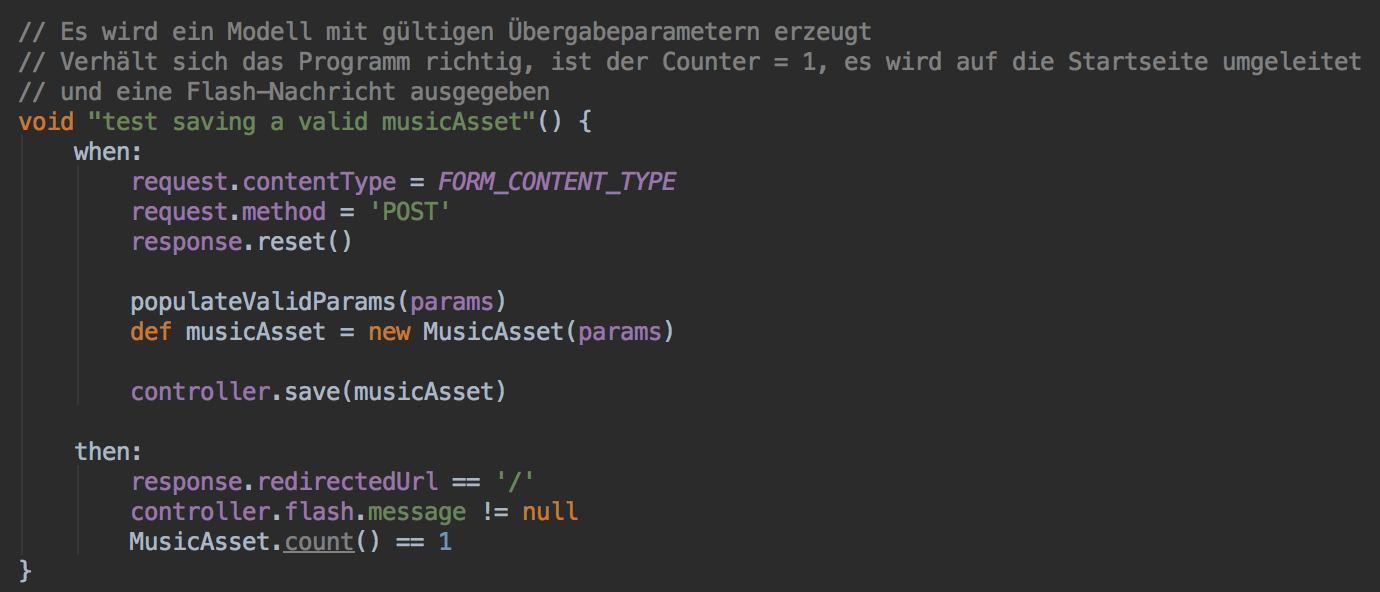 // Es wird ein Modell mit gültigen Übergabeparametern erzeugt
// Verhält sich das Programm richtig, ist der Counter = 1, es wird auf die Startseite umgeleitet
// und eine Flash-Nachricht ausgegeben
void "test saving a valid musicAsset"() {
    when:
        request.contentType = FORM_CONTENT_TYPE
        request.method = 'POST'
        response.reset()

        populateValidParams(params)
        def musicAsset = new MusicAsset(params)

        controller.save(musicAsset)

    then:
        response.redirectedUrl == '/'
        controller.flash.message != null
        MusicAsset.count() == 1
}